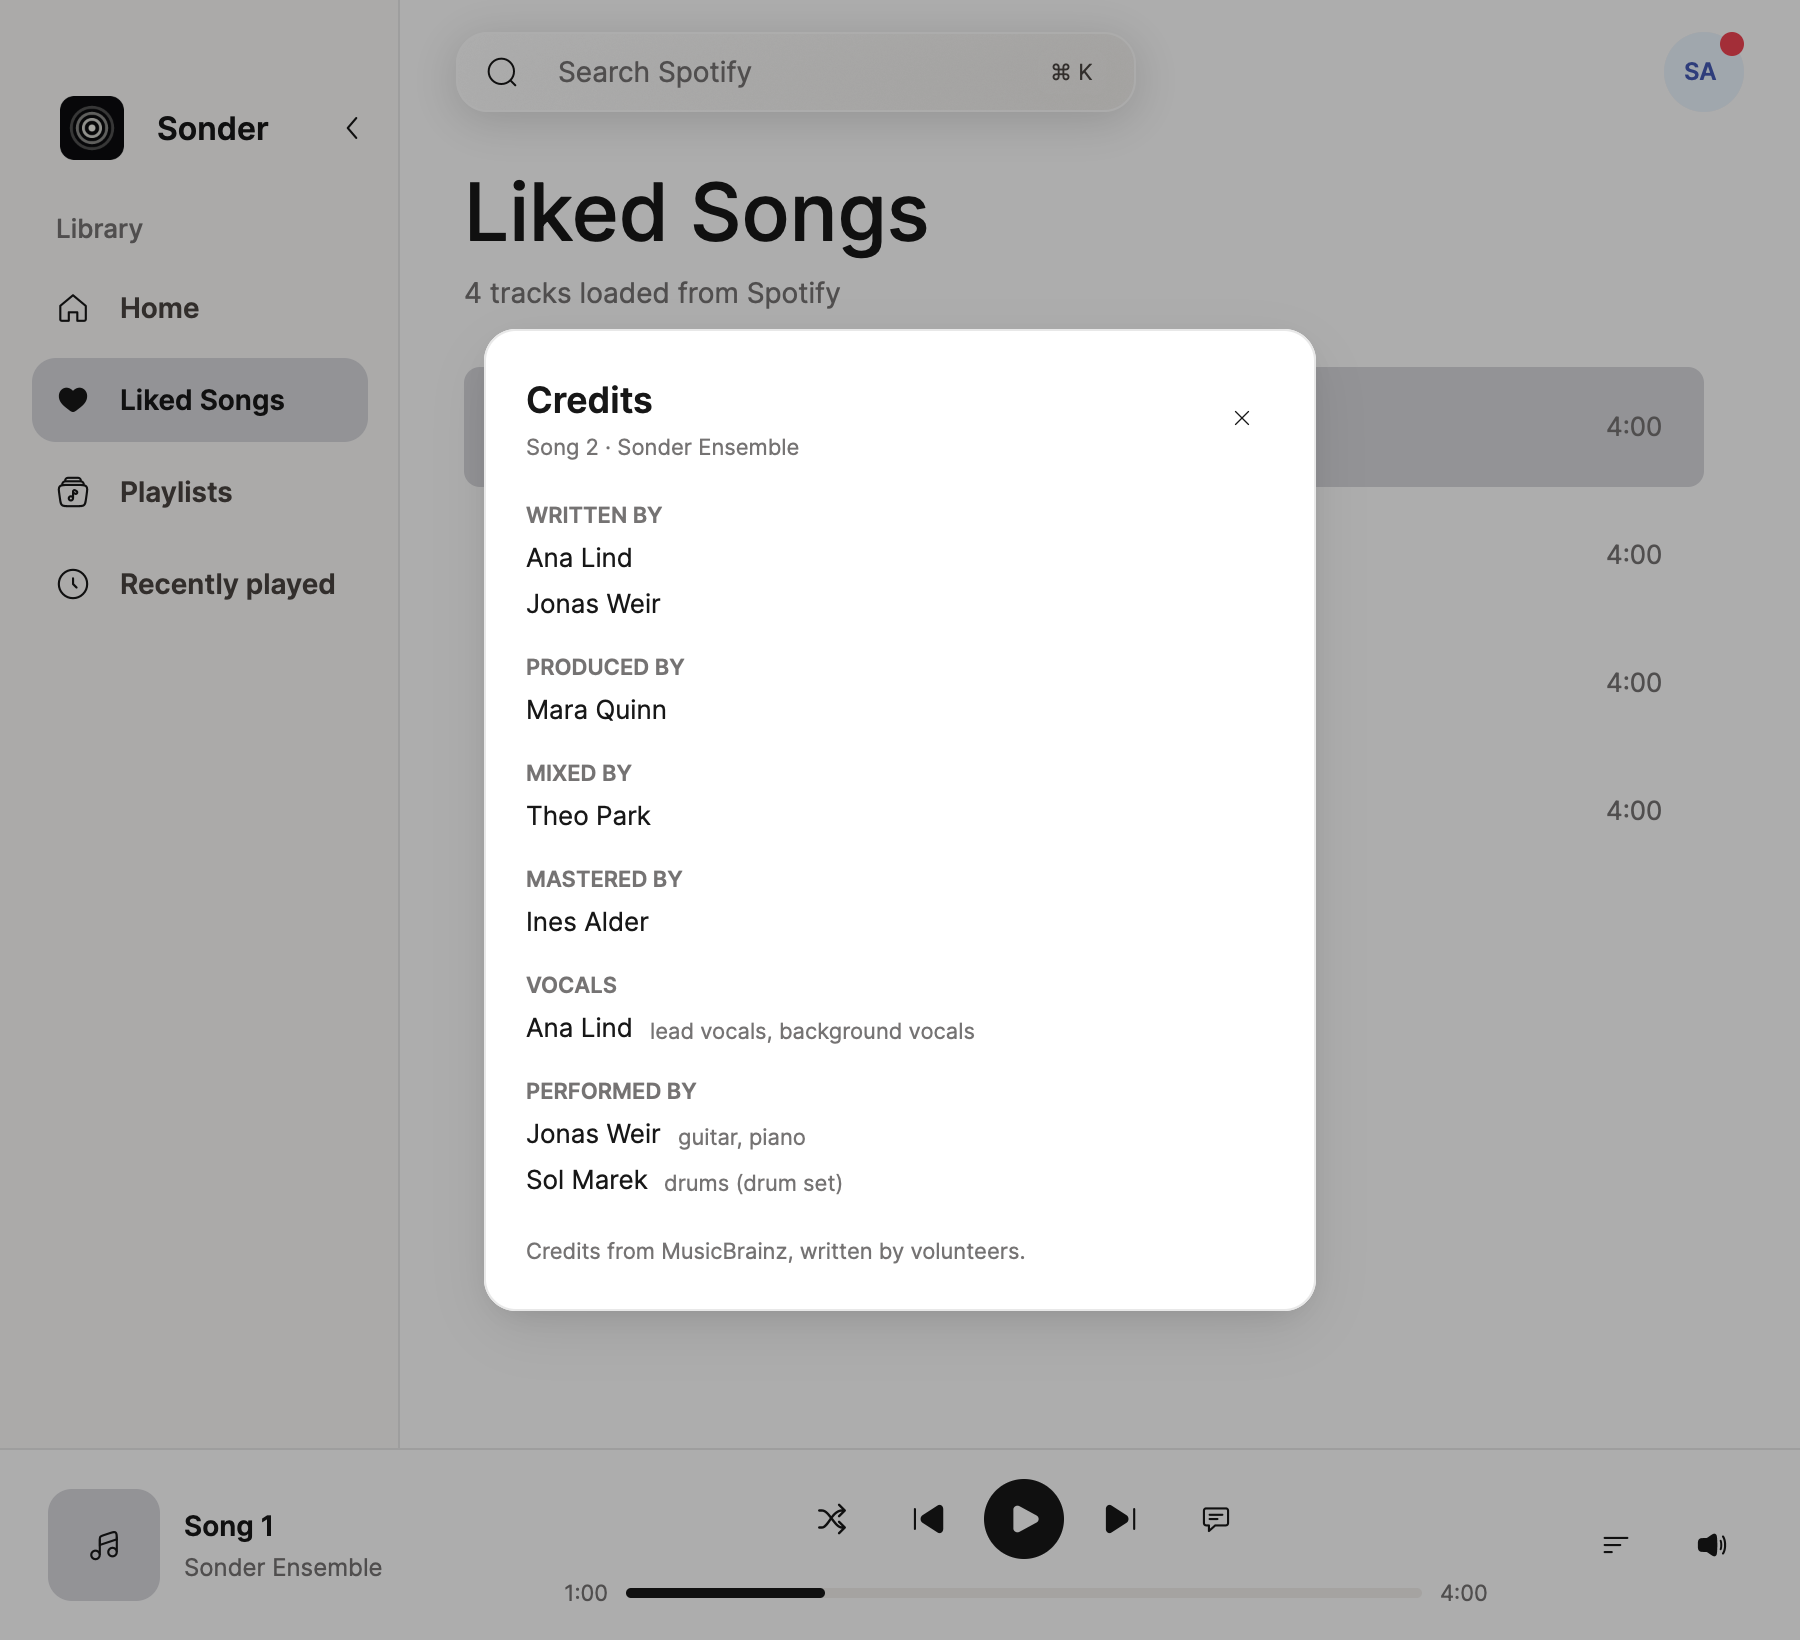 Search Spotify
⌘ K
SA
Sonder
Library
Home
Liked Songs
Playlists
Recently played
Liked Songs
4 tracks loaded from Spotify
4:00
4:00
4:00
4:00
Credits
Song 2 · Sonder Ensemble
WRITTEN BY
Ana Lind
Jonas Weir
PRODUCED BY
Mara Quinn
MIXED BY
Theo Park
MASTERED BY
Ines Alder
VOCALS
Ana Lind lead vocals, background vocals
PERFORMED BY
Jonas Weir guitar, piano
Sol Marek drums (drum set)
Credits from MusicBrainz, written by volunteers.
Song 1
Sonder Ensemble
1:00
4:00